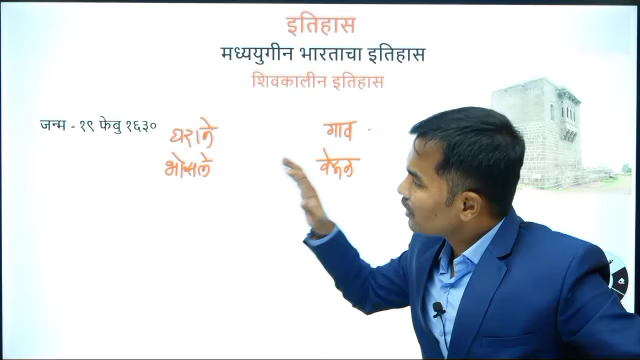 इतिहास
मध्ययुगीन भारताचा इतिहास
शिवकालीन इतिहास
जन्म - १९ फेबु १६३०
घराने गाव
भोसले वेरूळ